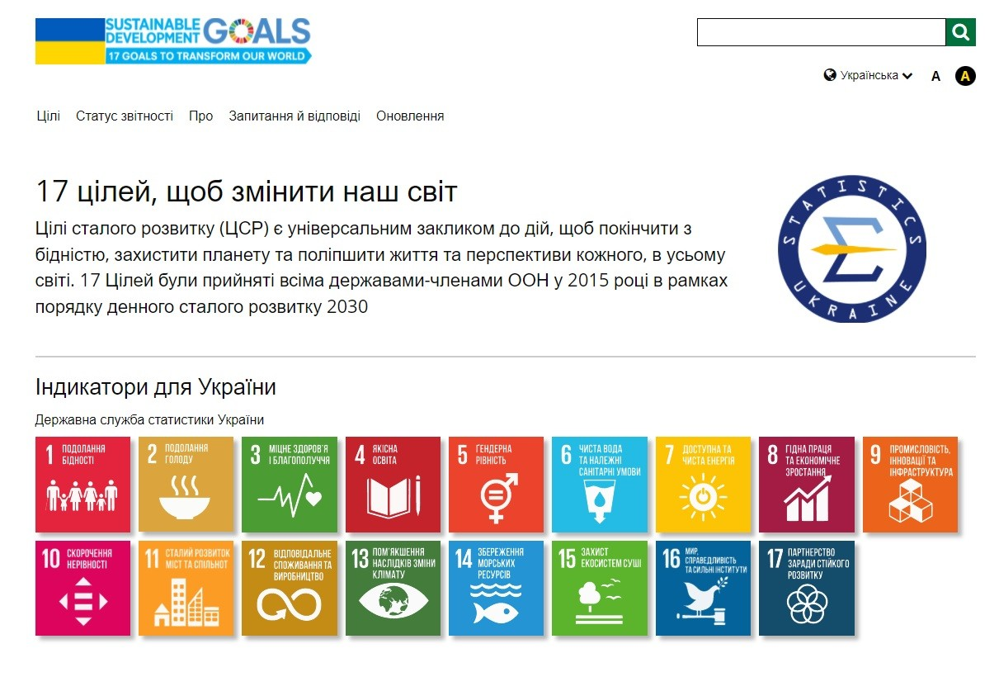 SUSTAINABLE
DEVELOPMENT GOALS
17 GOALS TO TRANSFORM OUR WORLD
Українська
A
A
Цілі Статус звітності Про Запитання й відповіді Оновлення
17 цілей, щоб змінити наш світ
Цілі сталого розвитку (ЦСР) є універсальним закликом до дій, щоб покінчити з
бідністю, захистити планету та поліпшити життя та перспективи кожного, в усьому
світі. 17 Цілей були прийняті всіма державами-членами ООН у 2015 році в рамках
порядку денного сталого розвитку 2030
STATISTICS
UKRAINE
Індикатори для України
Державна служба статистики України
1 ПОДОЛАННЯ
БІДНОСТІ
2 ПОДОЛАННЯ
ГОЛОДУ
3 МІЦНЕ ЗДОРОВ'Я
І БЛАГОПОЛУЧЧЯ
4 ЯКІСНА
ОСВІТА
5 ҐЕНДЕРНА
РІВНІСТЬ
6 ЧИСТА ВОДА
ТА НАЛЕЖНІ
САНІТАРНІ УМОВИ
7 ДОСТУПНА ТА
ЧИСТА ЕНЕРГІЯ
8 ГІДНА ПРАЦЯ
ТА ЕКОНОМІЧНЕ
ЗРОСТАННЯ
9 ПРОМИСЛОВІСТЬ,
ІННОВАЦІЇ ТА
ІНФРАСТРУКТУРА
10 СКОРОЧЕННЯ
НЕРІВНОСТІ
11 СТАЛИЙ РОЗВИТОК
МІСТ ТА СПІЛЬНОТ
12 ВІДПОВІДАЛЬНЕ
СПОЖИВАННЯ ТА
ВИРОБНИЦТВО
13 ПОМ'ЯКШЕННЯ
НАСЛІДКІВ ЗМІНИ
КЛІМАТУ
14 ЗБЕРЕЖЕННЯ
МОРСЬКИХ
РЕСУРСІВ
15 ЗАХИСТ
ЕКОСИСТЕМ СУШІ
16 МИР,
СПРАВЕДЛИВІСТЬ
ТА СИЛЬНІ ІНСТИТУТИ
17 ПАРТНЕРСТВО
ЗАРАДИ СТІЙКОГО
РОЗВИТКУ